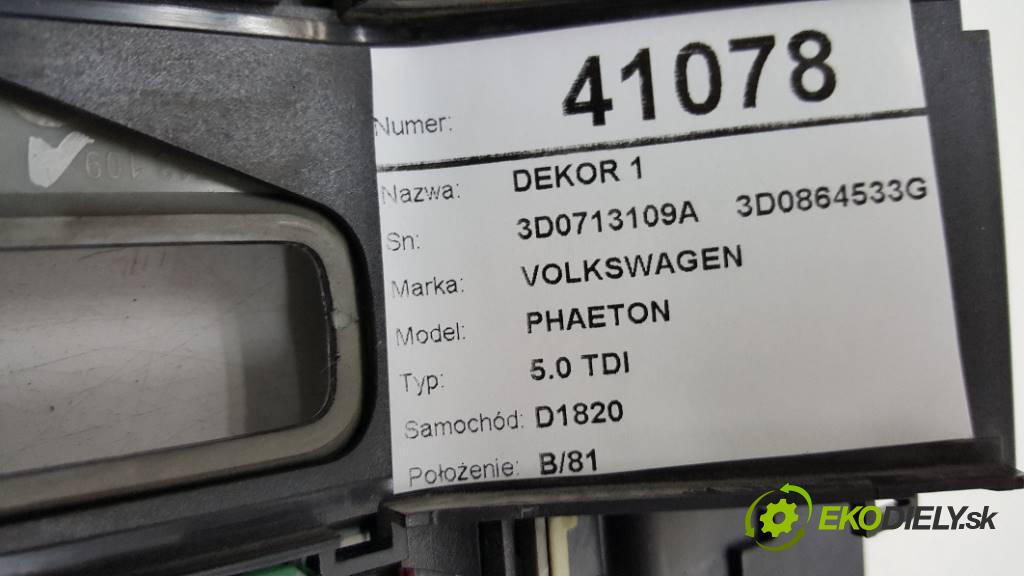 Numer: 41078
Nazwa: DEKOR 1
Sn: 3D0713109A 3D0864533G
Marka: VOLKSWAGEN
Model: PHAETON
Typ: 5.0 TDI
Samochód: D1820
Położenie: B/81
EKODIELY.sk